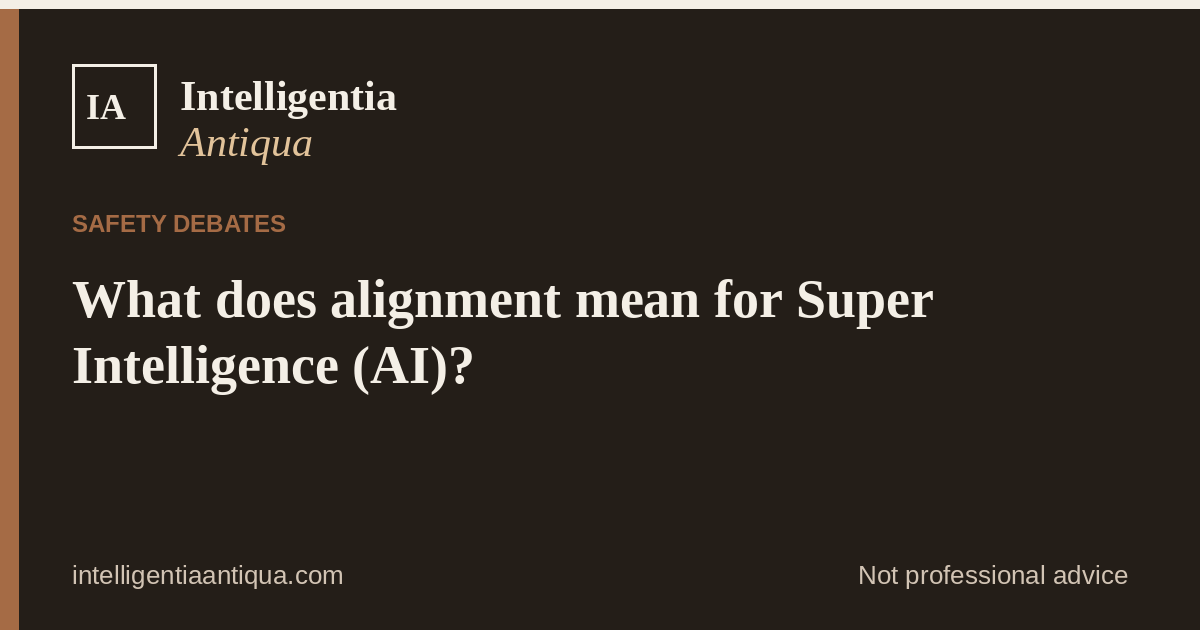 IA
Intelligentia
Antiqua
SAFETY DEBATES
What does alignment mean for Super
Intelligence (AI)?
intelligentiaantiqua.com
Not professional advice